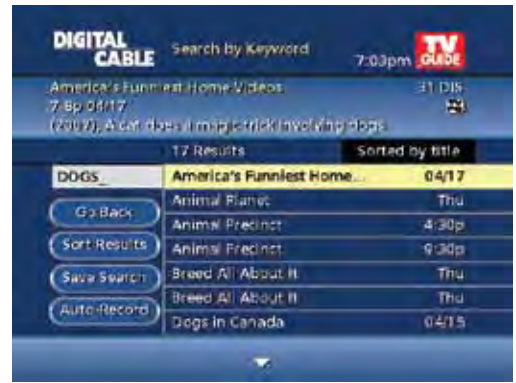 DIGITAL CABLE
Search by Keyword
7:03pm
TV GUIDE
America's Funniest Home Videos 31 DIS
7-8p 04/17
(2007), A cat does a magic trick involving dogs.
17 Results Sorted by title
DOGS_
America's Funniest Home... 04/17
Go Back
Animal Planet Thu
Animal Precinct 4:30p
Sort Results
Animal Precinct 9:30p
Save Search
Breed All About It Thu
Breed All About It Thu
Auto-Record
Dogs in Canada 04/15